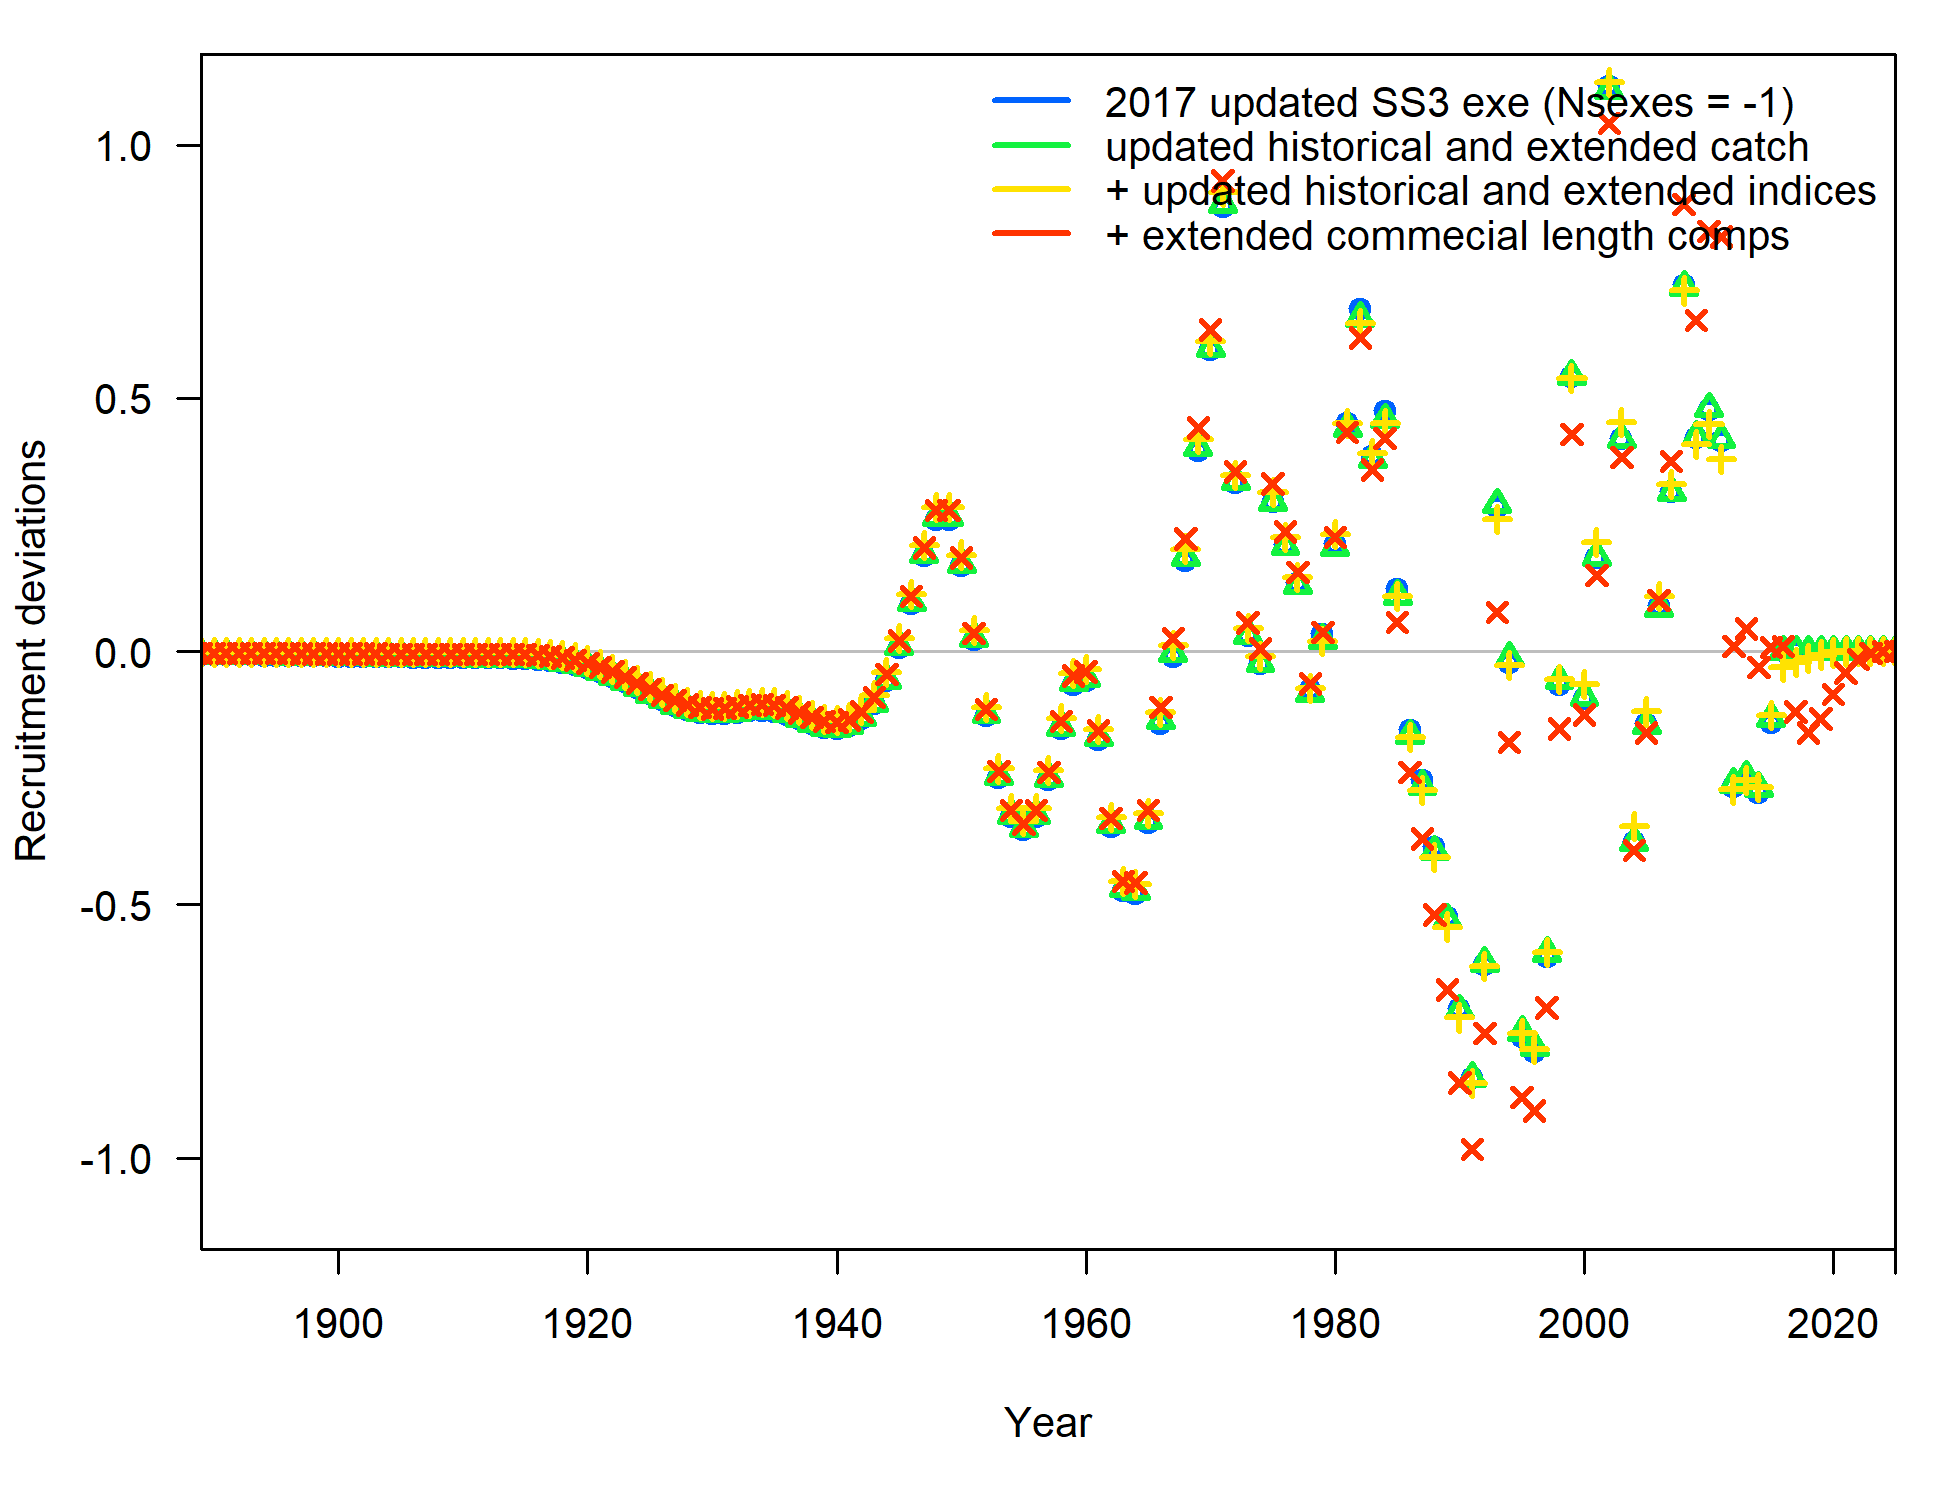 2017 updated SS3 exe (Nsexes = -1)
updated historical and extended catch
+ updated historical and extended indices
+ extended commecial length comps
1.0
0.5
0.0
-0.5
-1.0
Recruitment deviations
1900 1920 1940 1960 1980 2000 2020
Year